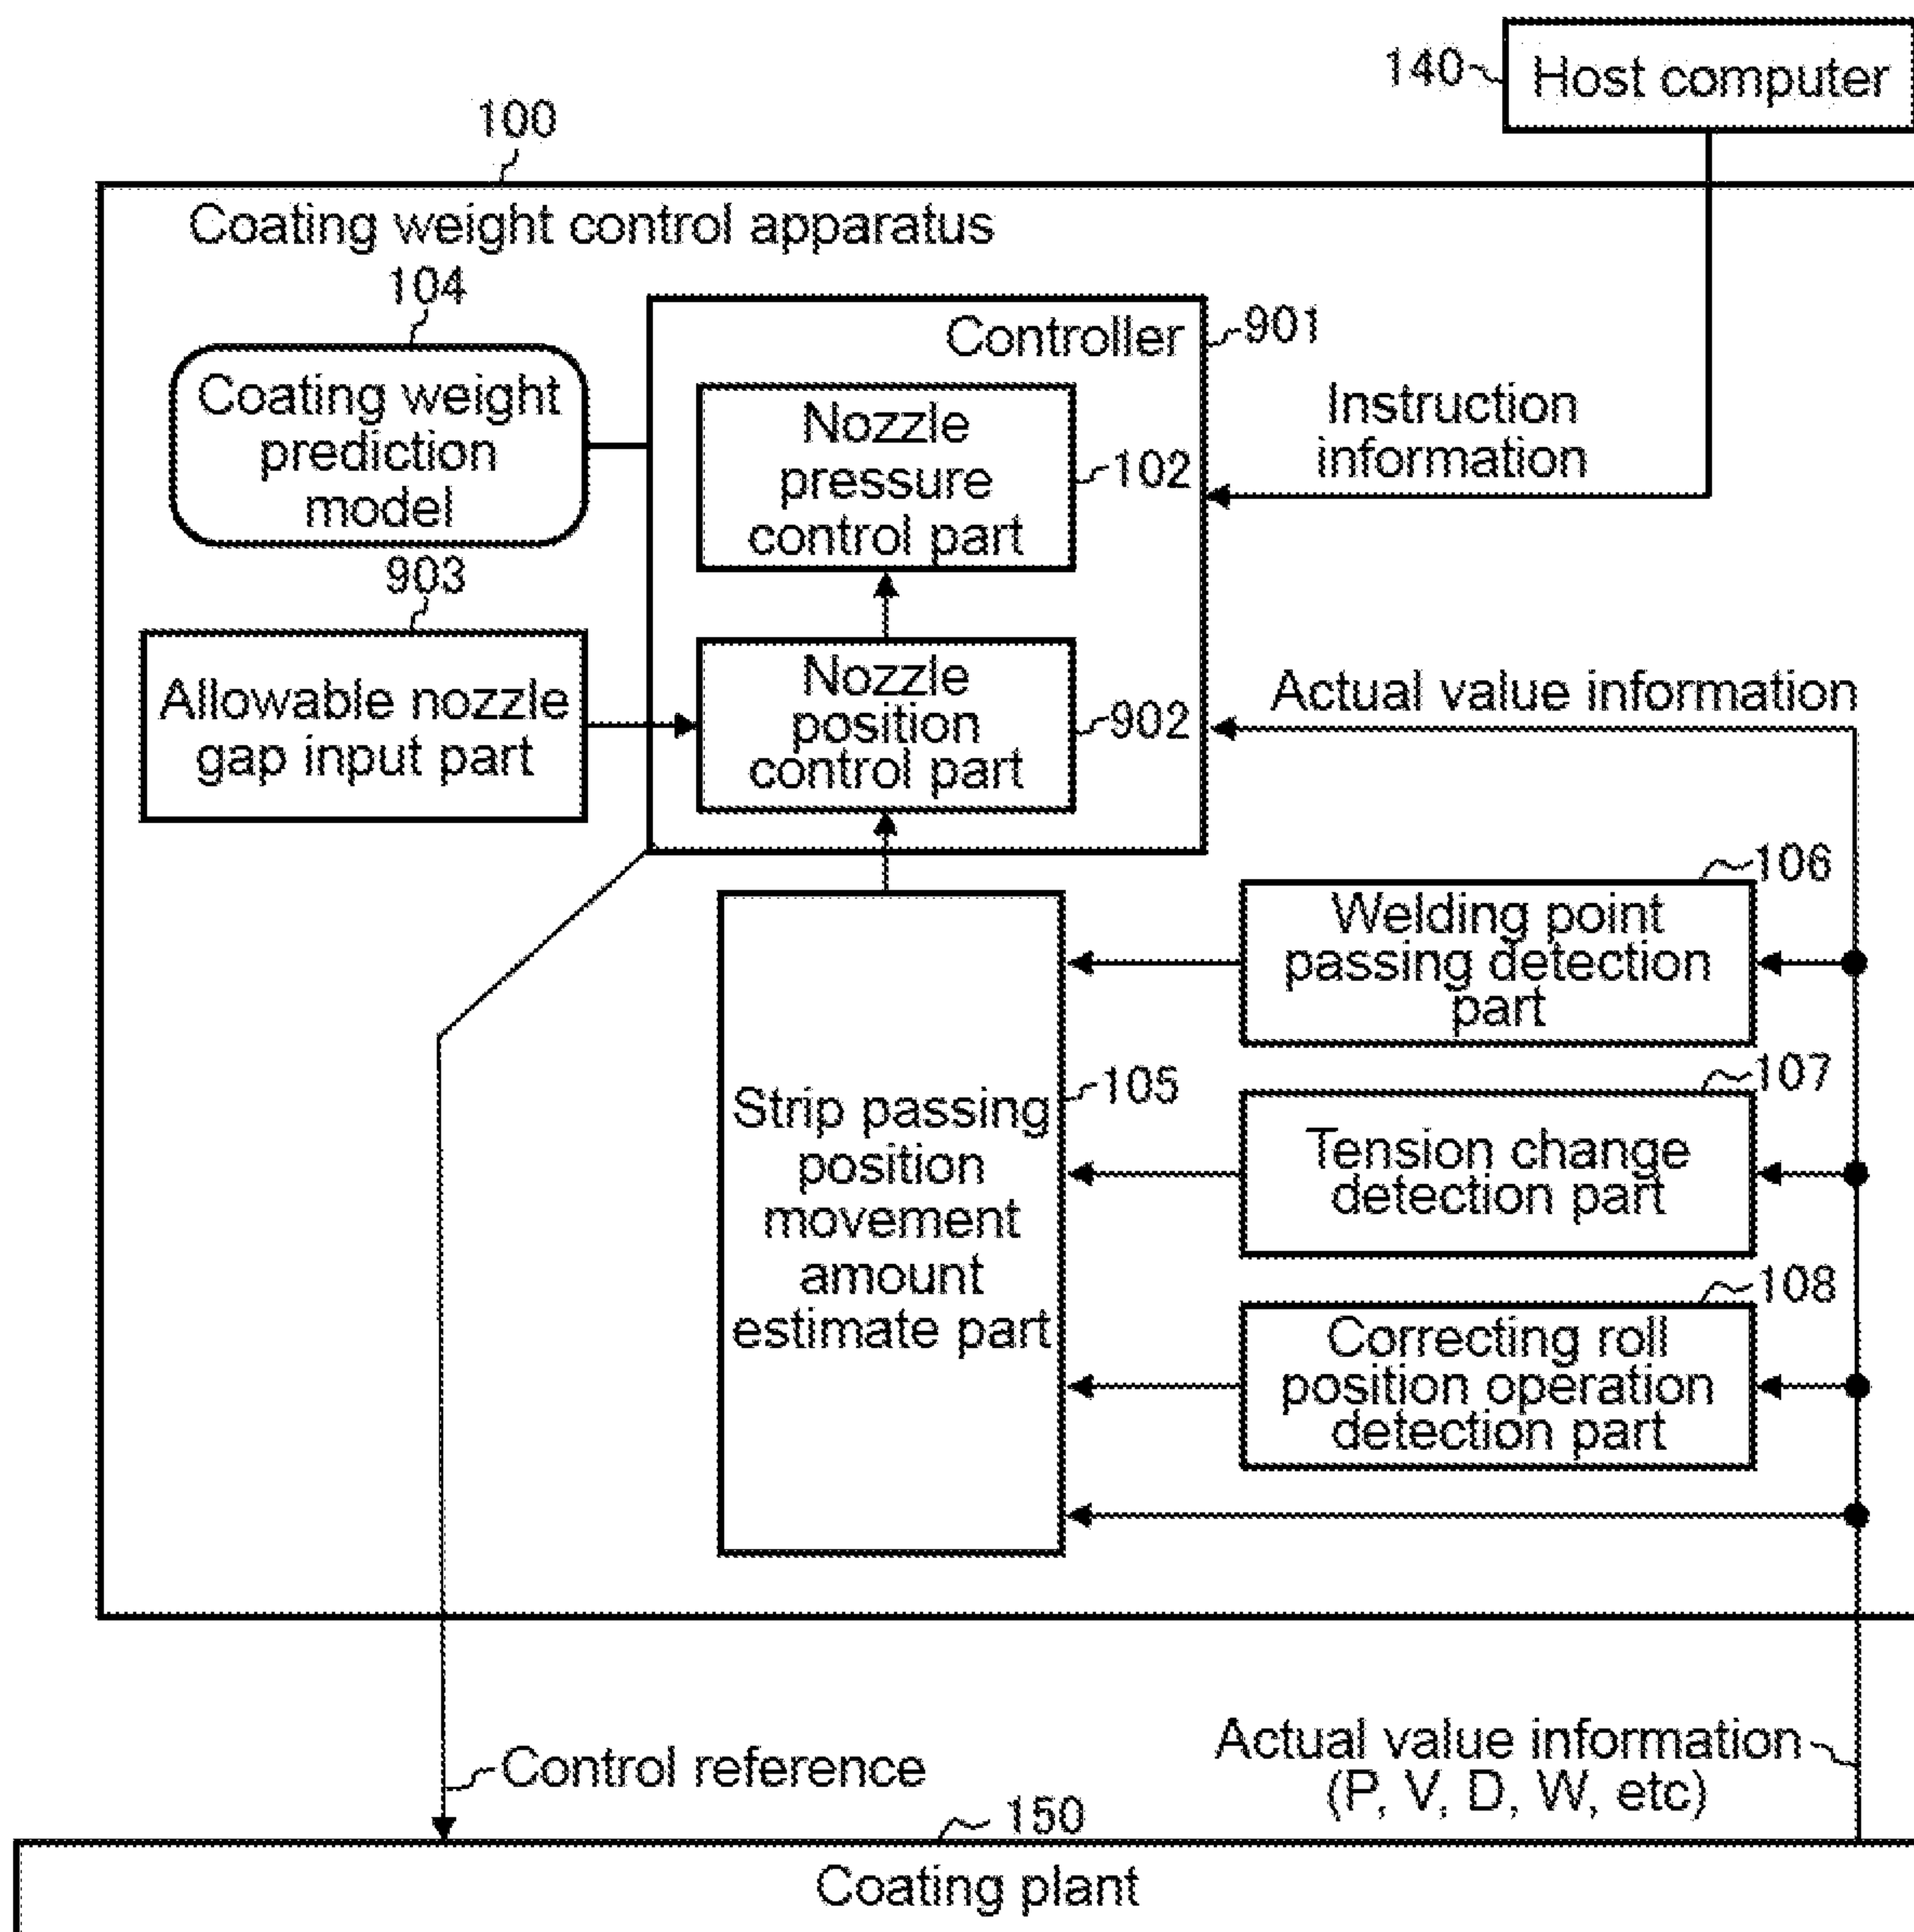 140
Host computer
100
Coating weight control apparatus
104
Coating weight
prediction
model
Controller
901
Nozzle
pressure
control part
102
Instruction
information
903
Allowable nozzle
gap input part
Nozzle
position
control part
902
Actual value information
106
Welding point
passing detection
part
105
Strip passing
position
movement
amount
estimate part
107
Tension change
detection part
108
Correcting roll
position operation
detection part
Control reference
Actual value information
(P, V, D, W, etc)
150
Coating plant